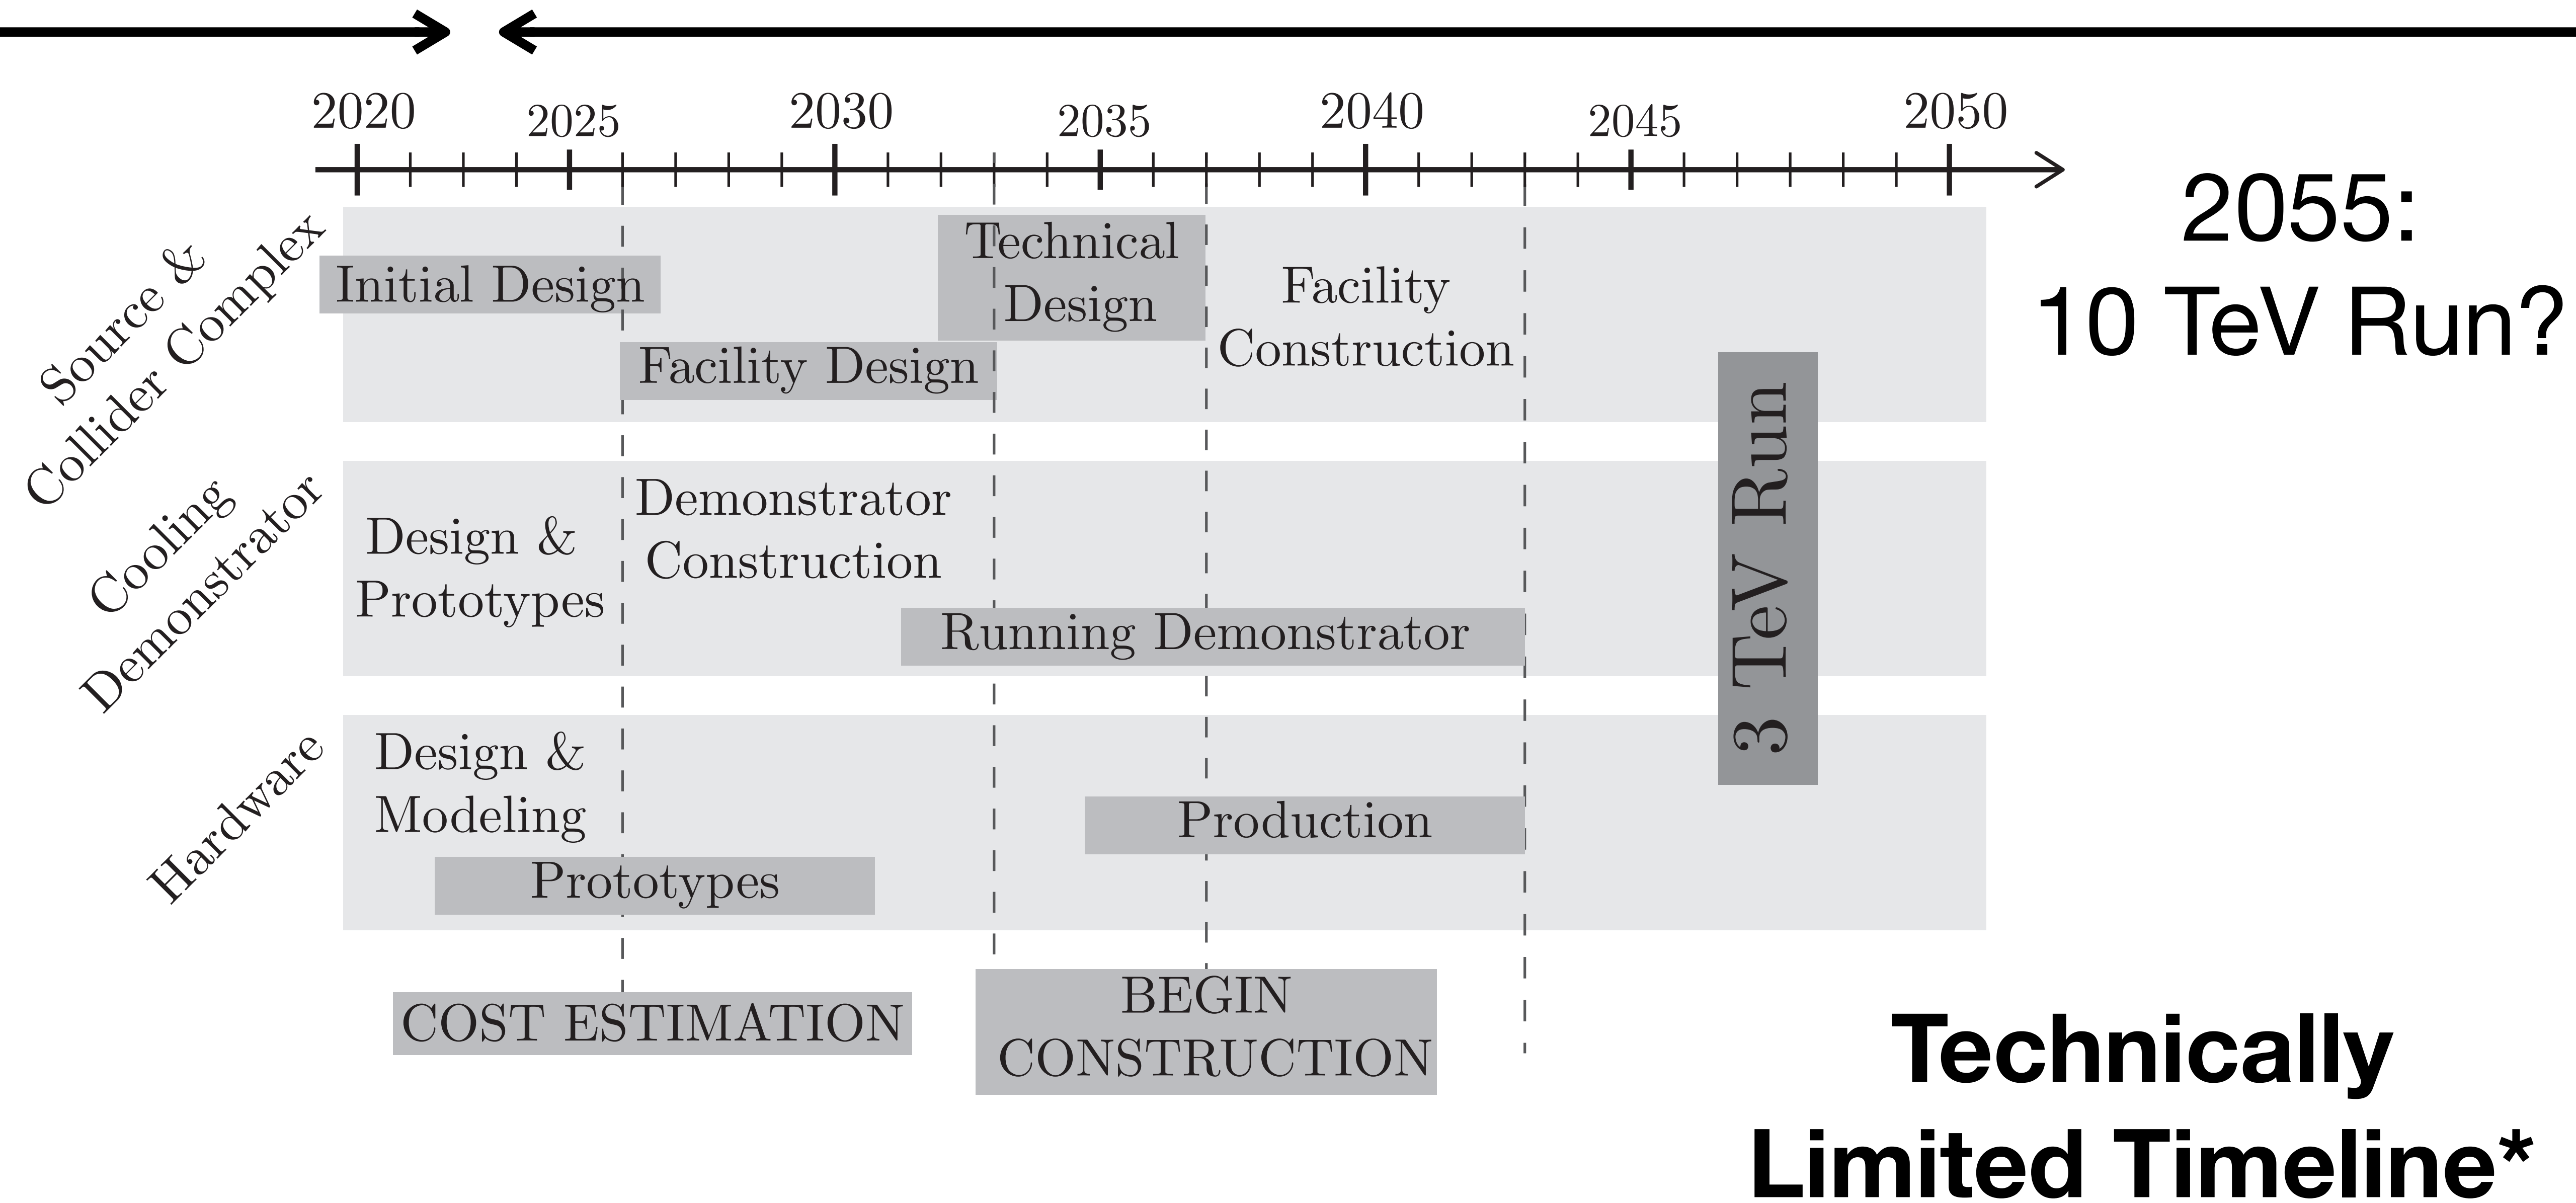 2020
2025
2030
2035
2040
2045
2050
2055:
10 TeV Run?
Source &
Collider Complex
Initial Design
Facility Design
Technical
Design
Facility
Construction
Cooling
Demonstrator
Design &
Prototypes
Demonstrator
Construction
Running Demonstrator
3 TeV Run
Hardware
Design &
Modeling
Prototypes
Production
COST ESTIMATION
BEGIN
CONSTRUCTION
Technically
Limited Timeline*